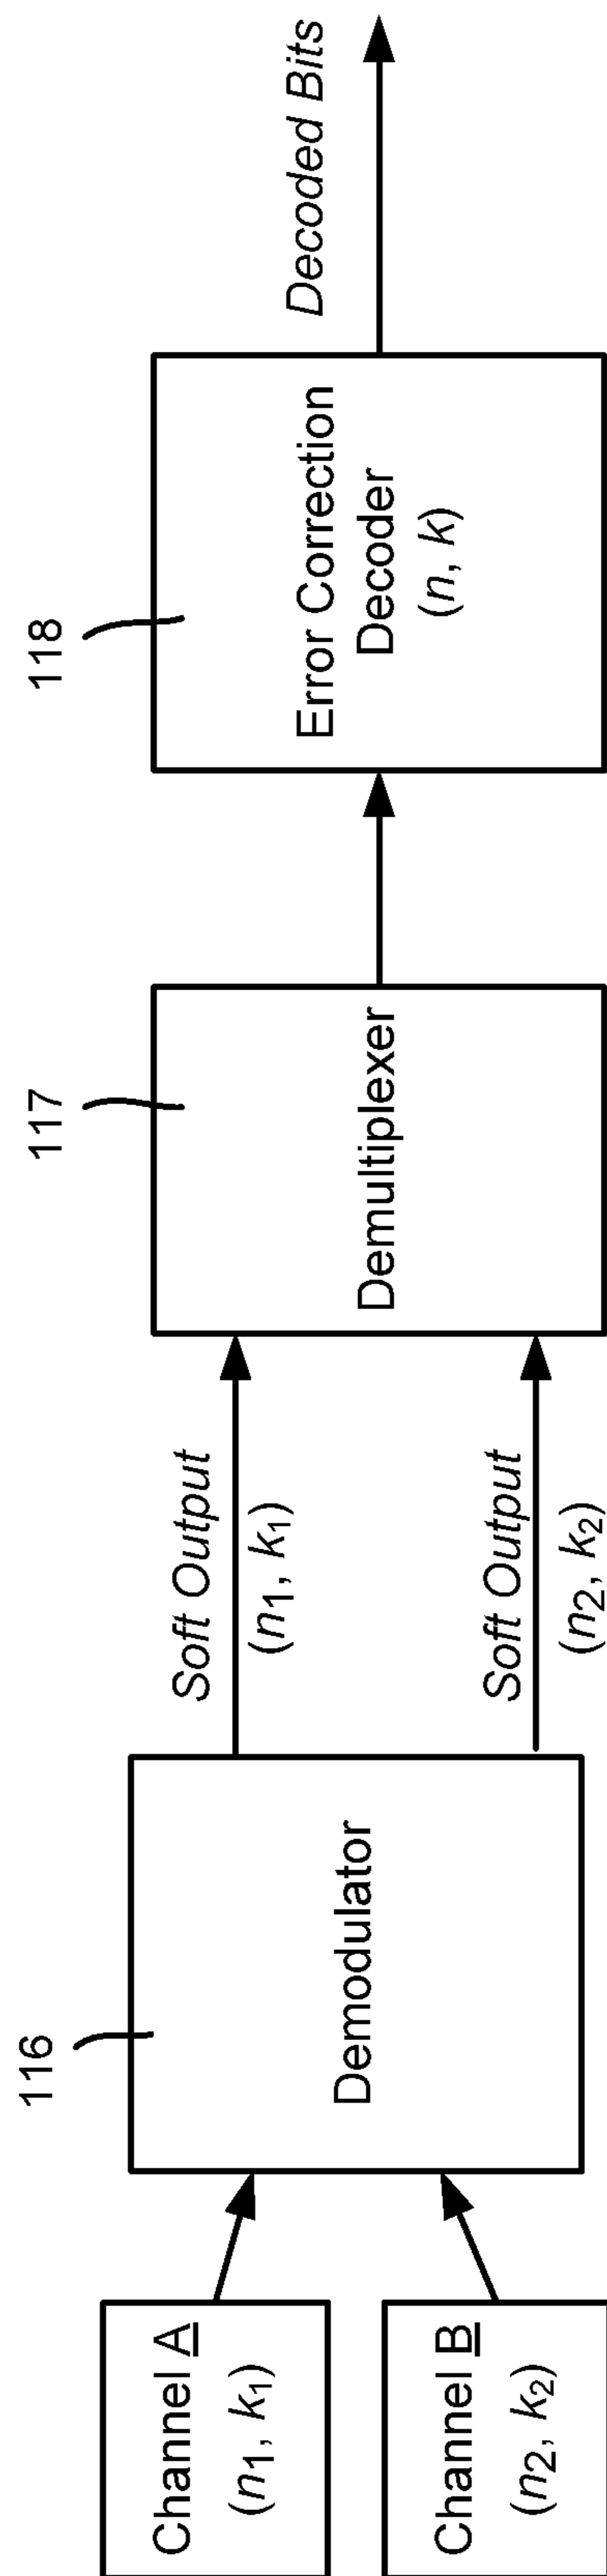 Channel A
(n1, k1)
Channel B
(n2, k2)
116
Demodulator
Soft Output
(n1, k1)
Soft Output
(n2, k2)
117
Demultiplexer
118
Error Correction
Decoder
(n, k)
Decoded Bits